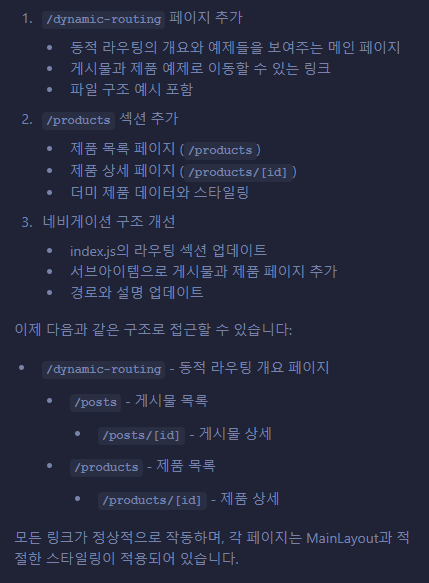 1. /dynamic-routing 페이지 추가
• 동적 라우팅의 개요와 예제들을 보여주는 메인 페이지
• 게시물과 제품 예제로 이동할 수 있는 링크
• 파일 구조 예시 포함
2. /products 섹션 추가
• 제품 목록 페이지 (/products)
• 제품 상세 페이지 (/products/[id])
• 더미 제품 데이터와 스타일링
3. 네비게이션 구조 개선
• index.js의 라우팅 섹션 업데이트
• 서브아이템으로 게시물과 제품 페이지 추가
• 경로와 설명 업데이트
이제 다음과 같은 구조로 접근할 수 있습니다:
• /dynamic-routing - 동적 라우팅 개요 페이지
• /posts - 게시물 목록
• /posts/[id] - 게시물 상세
• /products - 제품 목록
• /products/[id] - 제품 상세
모든 링크가 정상적으로 작동하며, 각 페이지는 MainLayout과 적
절한 스타일링이 적용되어 있습니다.